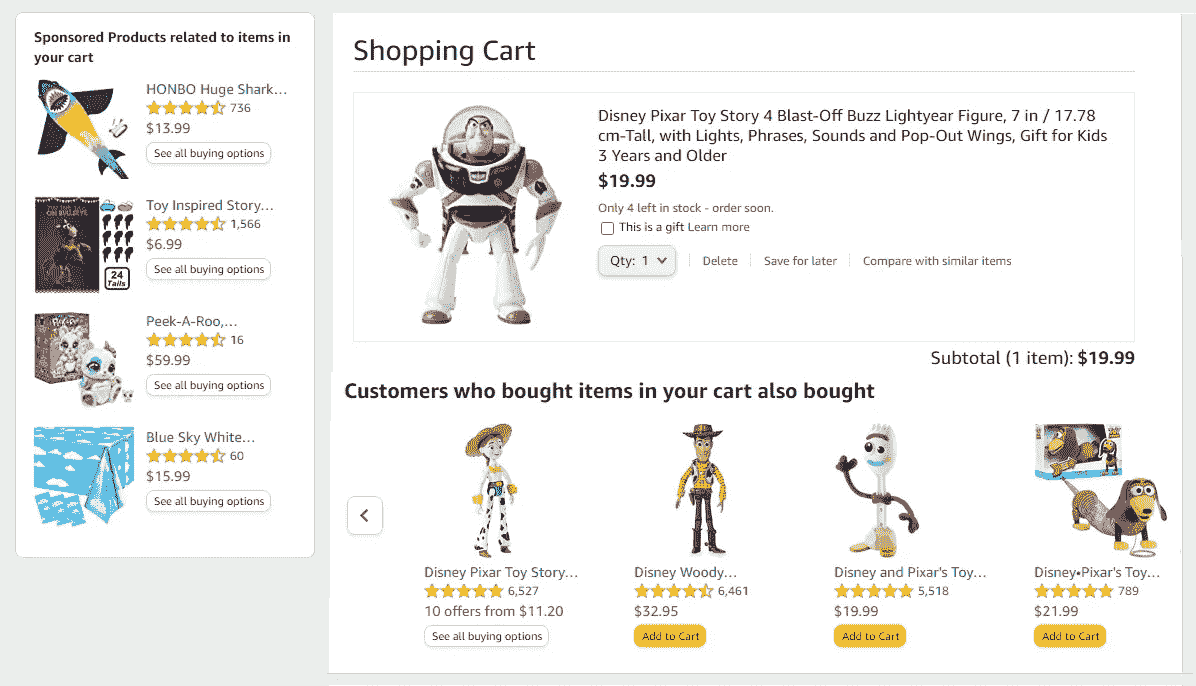 Sponsored Products related to items in
your cart
HONBO Huge Shark...
736
$13.99
See all buying options
Toy Inspired Story...
1,566
$6.99
See all buying options
24
Tails
Peek-A-Roo,...
16
$59.99
See all buying options
Blue Sky White...
60
$15.99
See all buying options
Shopping Cart
Disney Pixar Toy Story 4 Blast-Off Buzz Lightyear Figure, 7 in / 17.78
cm-Tall, with Lights, Phrases, Sounds and Pop-Out Wings, Gift for Kids
3 Years and Older
$19.99
Only 4 left in stock - order soon.
This is a gift Learn more
Qty: 1 Delete Save for later Compare with similar items
Subtotal (1 item): $19.99
Customers who bought items in your cart also bought
Disney Pixar Toy Story...
6,527
10 offers from $11.20
See all buying options
Disney Woody...
6,461
$32.95
Add to Cart
Disney and Pixar's Toy...
5,518
$19.99
Add to Cart
Disney•Pixar's Toy...
789
$21.99
Add to Cart